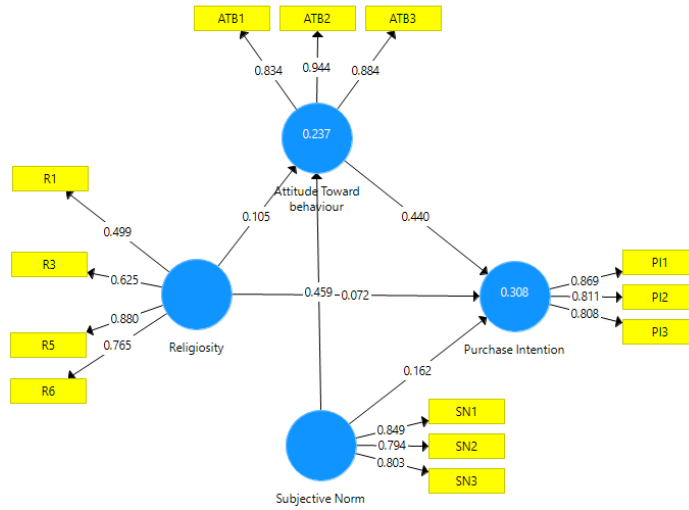 ATB1
ATB2
ATB3
0.834
0.944
0.884
0.237
Attitude Toward
behaviour
R1
0.499
0.105
0.440
R3
0.625
PI1
0.869
0.459
0.072
0.308
0.811
PI2
0.880
0.808
PI3
R5
0.765
Religiosity
Purchase Intention
R6
0.162
SN1
0.849
0.794
SN2
0.803
SN3
Subjective Norm